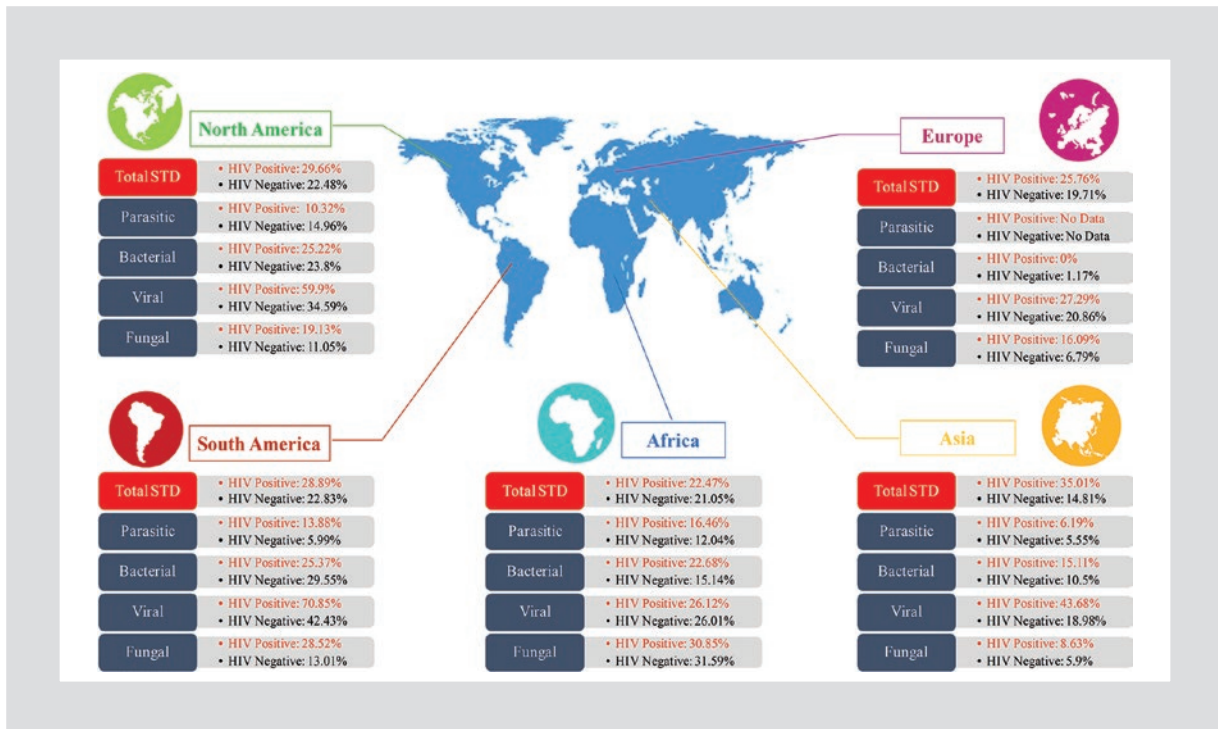 North America
Total STD
• HIV Positive: 29.66%
• HIV Negative: 22.48%
Parasitic
• HIV Positive: 10.32%
• HIV Negative: 14.96%
Bacterial
• HIV Positive: 25.22%
• HIV Negative: 23.8%
Viral
• HIV Positive: 59.9%
• HIV Negative: 34.59%
Fungal
• HIV Positive: 19.13%
• HIV Negative: 11.05%
Europe
Total STD
• HIV Positive: 25.76%
• HIV Negative: 19.71%
Parasitic
• HIV Positive: No Data
• HIV Negative: No Data
Bacterial
• HIV Positive: 0%
• HIV Negative: 1.17%
Viral
• HIV Positive: 27.29%
• HIV Negative: 20.86%
Fungal
• HIV Positive: 16.09%
• HIV Negative: 6.79%
South America
Total STD
• HIV Positive: 28.89%
• HIV Negative: 22.83%
Parasitic
• HIV Positive: 13.88%
• HIV Negative: 5.99%
Bacterial
• HIV Positive: 25.37%
• HIV Negative: 29.55%
Viral
• HIV Positive: 70.85%
• HIV Negative: 42.43%
Fungal
• HIV Positive: 28.52%
• HIV Negative: 13.01%
Africa
Total STD
• HIV Positive: 22.47%
• HIV Negative: 21.05%
Parasitic
• HIV Positive: 16.46%
• HIV Negative: 12.04%
Bacterial
• HIV Positive: 22.68%
• HIV Negative: 15.14%
Viral
• HIV Positive: 26.12%
• HIV Negative: 26.01%
Fungal
• HIV Positive: 30.85%
• HIV Negative: 31.59%
Asia
Total STD
• HIV Positive: 35.01%
• HIV Negative: 14.81%
Parasitic
• HIV Positive: 6.19%
• HIV Negative: 5.55%
Bacterial
• HIV Positive: 15.11%
• HIV Negative: 10.5%
Viral
• HIV Positive: 43.68%
• HIV Negative: 18.98%
Fungal
• HIV Positive: 8.63%
• HIV Negative: 5.9%